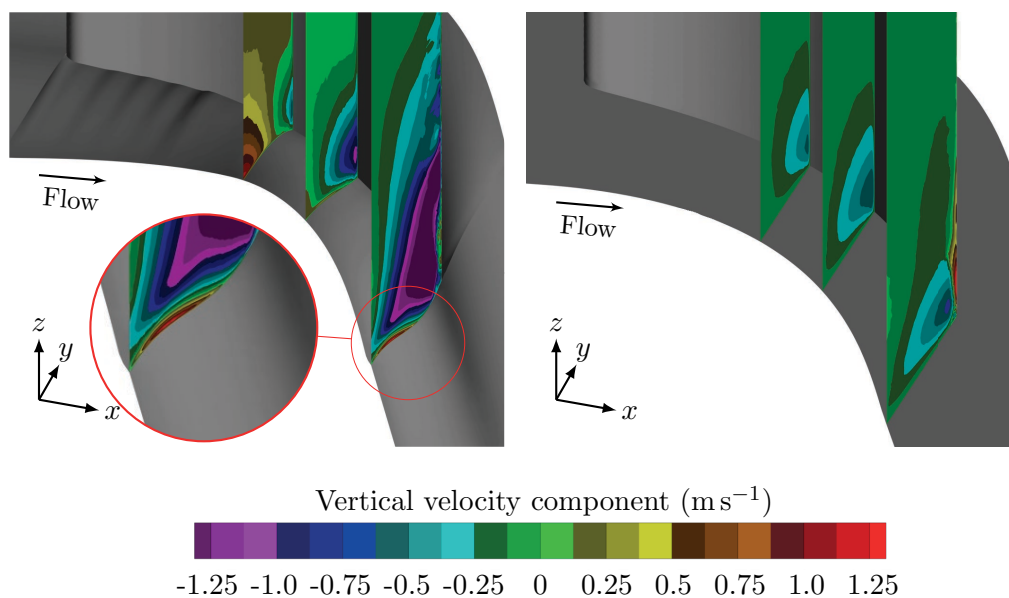 Flow
z
y
x
Flow
z
y
x
Vertical velocity component (m s⁻¹)
-1.25 -1.0 -0.75 -0.5 -0.25 0 0.25 0.5 0.75 1.0 1.25